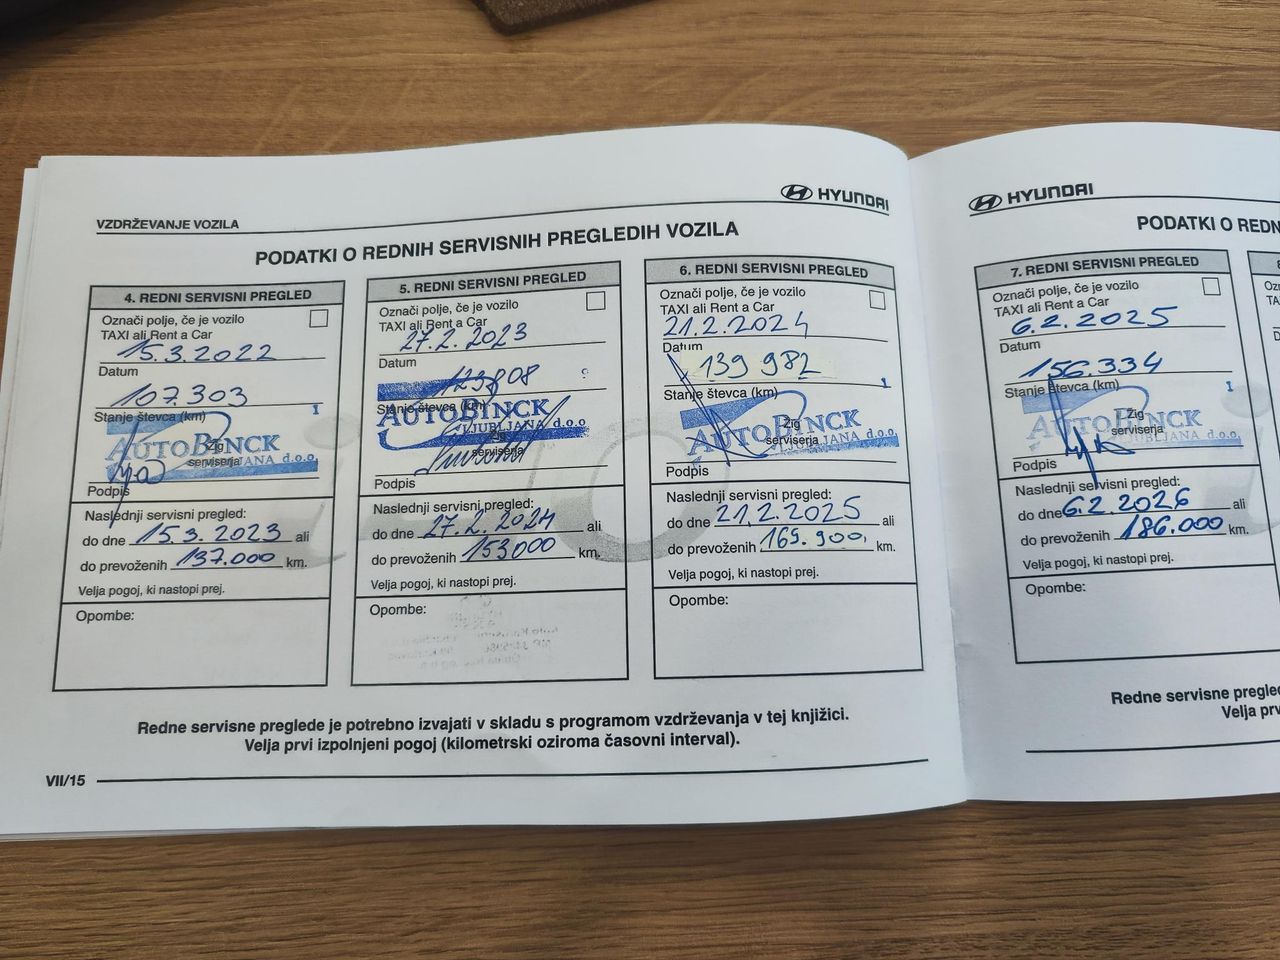 VZDRŽEVANJE VOZILA
HYUNDAI
PODATKI O REDNIH SERVISNIH PREGLEDIH VOZILA
4. REDNI SERVISNI PREGLED
Označi polje, če je vozilo
TAXI ali Rent a Car
15.3.2022
Datum
107.303
Stanje števca (km)
1
AUTOBINCK
LJUBLJANA d.o.o.
Žig
serviserja
Podpis
Naslednji servisni pregled:
do dne 15.3.2023 ali
do prevoženih 137.000 km.
Velja pogoj, ki nastopi prej.
Opombe:
5. REDNI SERVISNI PREGLED
Označi polje, če je vozilo
TAXI ali Rent a Car
27.2.2023
Datum
123808
Stanje števca (km)
AUTOBINCK
LJUBLJANA d.o.o.
Žig
serviserja
Podpis
Naslednji servisni pregled:
do dne 27.2.2024 ali
do prevoženih 153000 km.
Velja pogoj, ki nastopi prej.
Opombe:
6. REDNI SERVISNI PREGLED
Označi polje, če je vozilo
TAXI ali Rent a Car
21.2.2024
Datum
139 982
Stanje števca (km)
1
AUTOBINCK
LJUBLJANA d.o.o.
Žig
serviserja
Podpis
Naslednji servisni pregled:
do dne 21.2.2025 ali
do prevoženih 169.900, km.
Velja pogoj, ki nastopi prej.
Opombe:
Redne servisne preglede je potrebno izvajati v skladu s programom vzdrževanja v tej knjižici.
Velja prvi izpolnjeni pogoj (kilometrski oziroma časovni interval).
VII/15
HYUNDAI
PODATKI O REDN
7. REDNI SERVISNI PREGLED
Označi polje, če je vozilo
TAXI ali Rent a Car
6.2.2025
Datum
156.334
Stanje števca (km)
1
AUTOBINCK
LJUBLJANA d.o.o.
Žig
serviserja
Podpis
Naslednji servisni pregled:
do dne 6.2.2026 ali
do prevoženih 186.000 km.
Velja pogoj, ki nastopi prej.
Opombe:
Redne servisne pregled
Velja prv